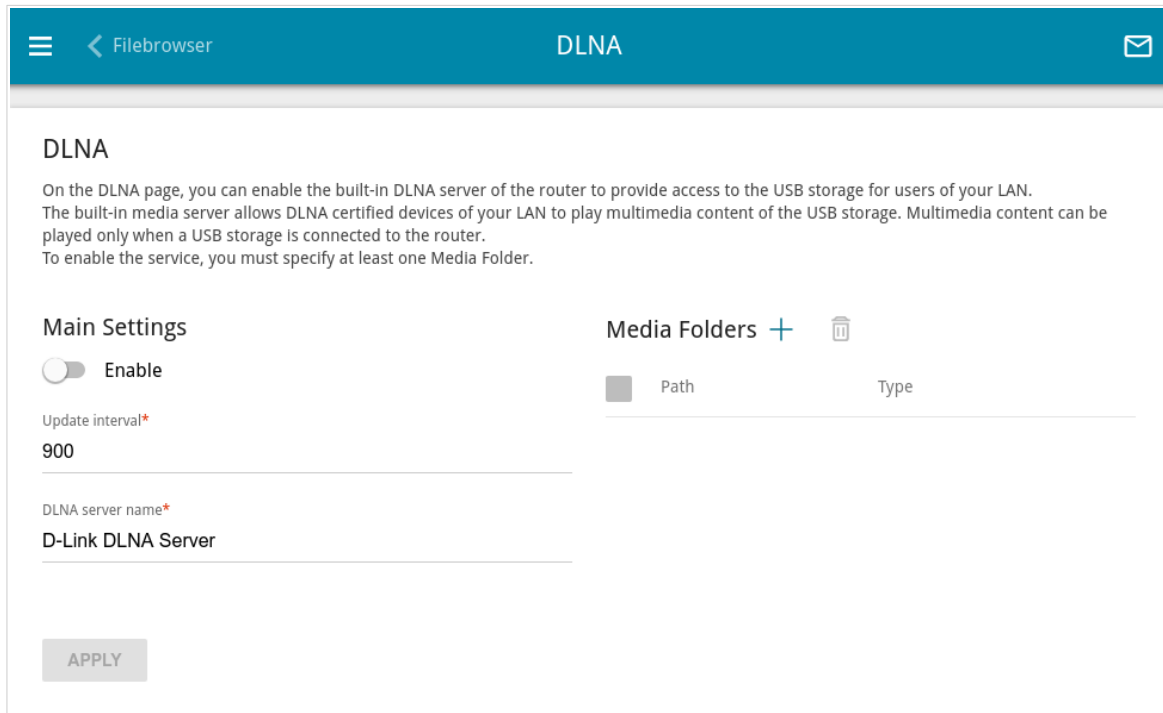 Filebrowser
DLNA
DLNA
On the DLNA page, you can enable the built-in DLNA server of the router to provide access to the USB storage for users of your LAN.
The built-in media server allows DLNA certified devices of your LAN to play multimedia content of the USB storage. Multimedia content can be
played only when a USB storage is connected to the router.
To enable the service, you must specify at least one Media Folder.
Main Settings
Enable
Update interval*
900
DLNA server name*
D-Link DLNA Server
APPLY
Media Folders
Path Type